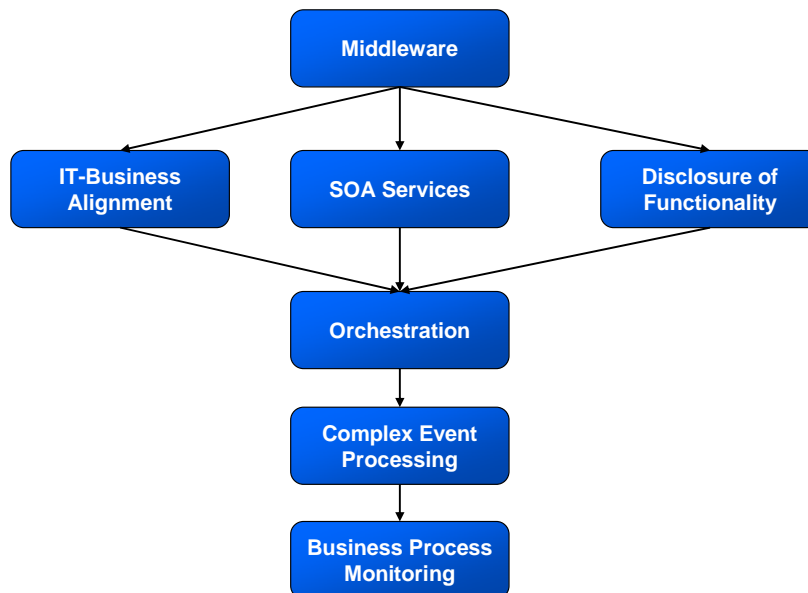 Middleware
IT-Business
Alignment
SOA Services
Disclosure of
Functionality
Orchestration
Complex Event
Processing
Business Process
Monitoring